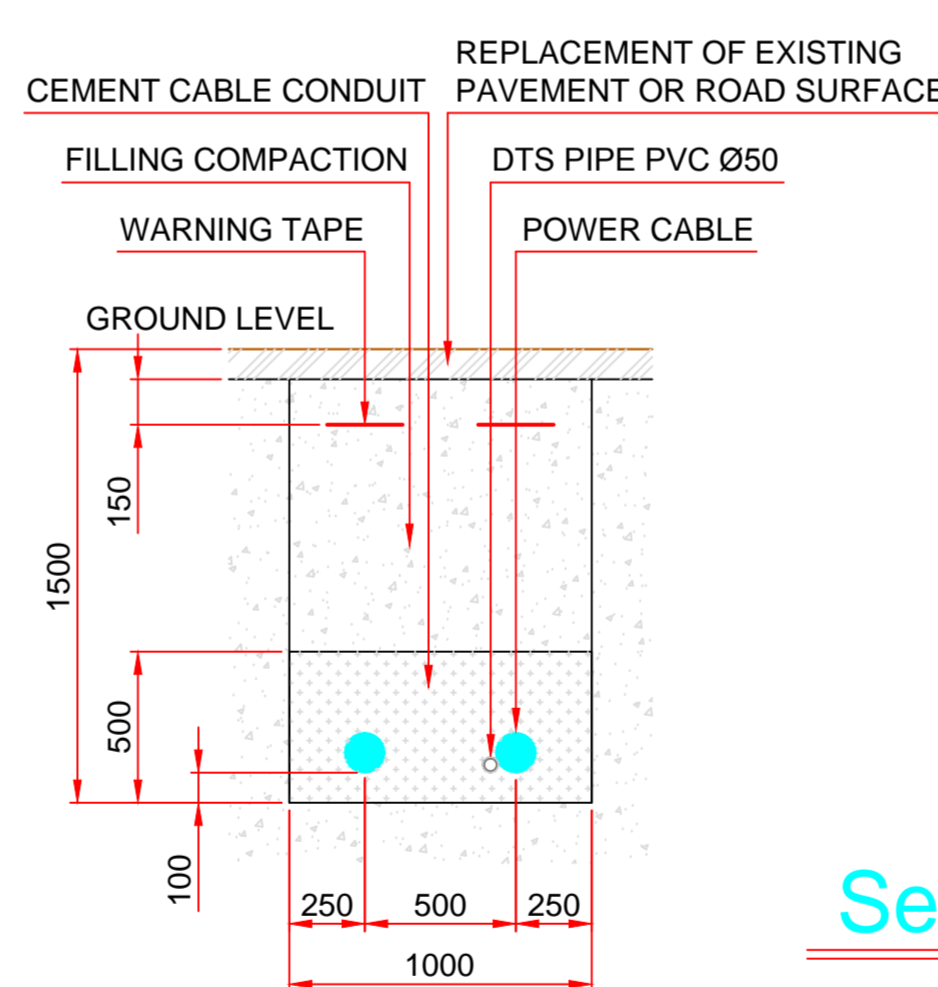 REPLACEMENT OF EXISTING
CEMENT CABLE CONDUIT
PAVEMENT OR ROAD SURFACE
FILLING COMPACTION
DTS PIPE PVC Ø50
WARNING TAPE
POWER CABLE
GROUND LEVEL
150
1500
500
100
250
500
250
1000
Se